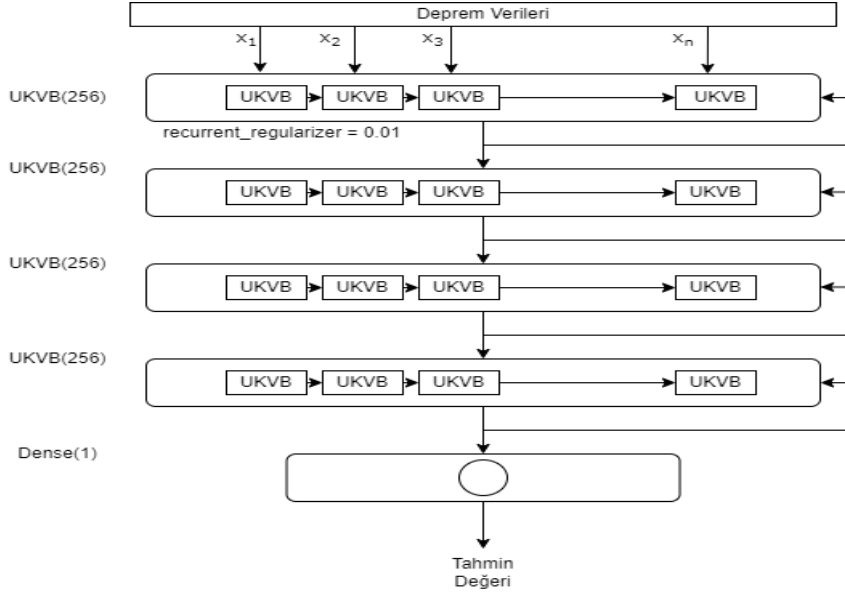 Deprem Verileri
x1 x2 x3 xn
UKVB(256) UKVB UKVB UKVB UKVB
recurrent_regularizer = 0.01
UKVB(256)
UKVB UKVB UKVB UKVB
UKVB(256)
UKVB UKVB UKVB UKVB
UKVB(256)
UKVB UKVB UKVB UKVB
Dense(1)
Tahmin
Değeri